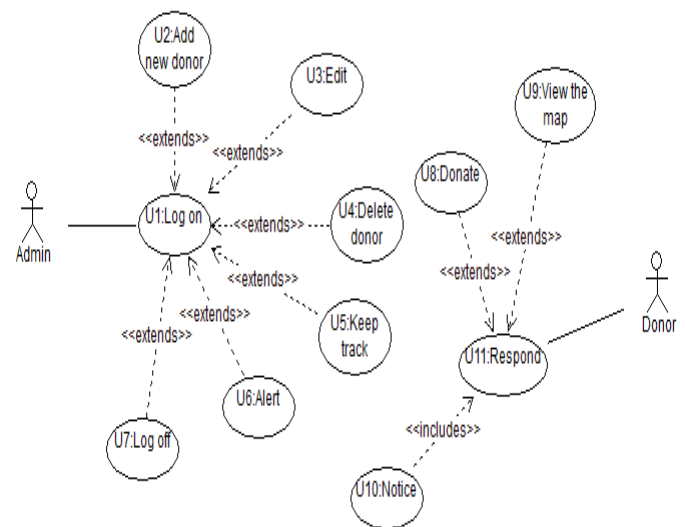 U2:Add
new donor
U3:Edit
U9:View the
map
<<extends>>
<<extends>>
U8:Donate
U1:Log on
<<extends>>
U4:Delete
donor
<<extends>>
Admin
<<extends>>
<<extends>>
<<extends>>
<<extends>>
U5:Keep
track
Donor
U11:Respond
U6:Alert
<<includes>>
U7:Log off
U10:Notice